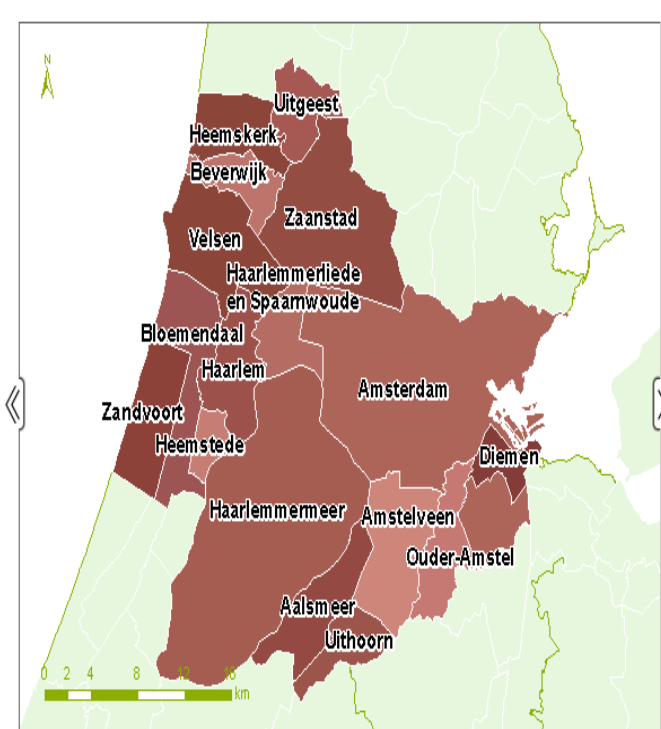 N
Uitgeest
Heemskerk
Beverwijk
Zaanstad
Velsen
Haarlemmerliede
en Spaarnwoude
Bloemendaal
Haarlem
Amsterdam
Zandvoort
Heemstede
Diemen
Haarlemmermeer
Amstelveen
Ouder-Amstel
Aalsmeer
Uithoorn
0 2 4 8 12 16
km